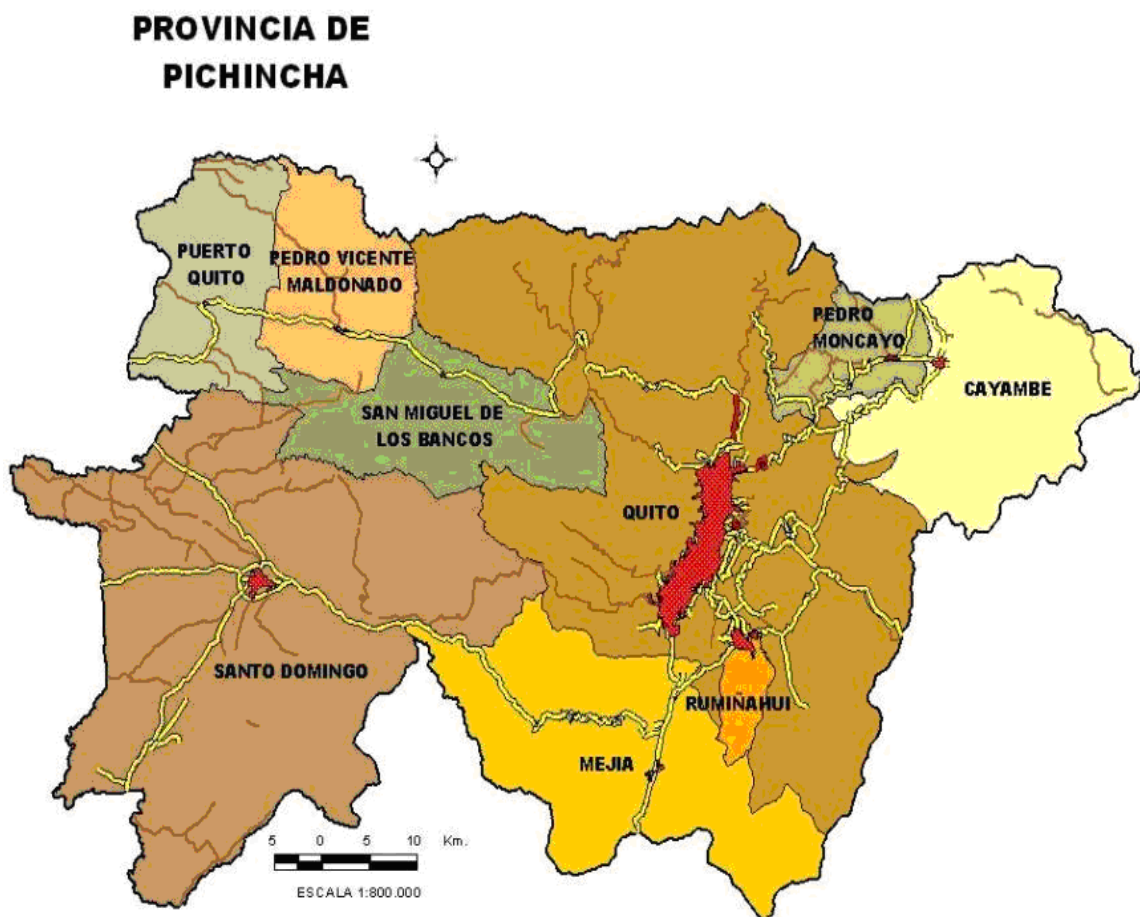 PROVINCIA DE
PICHINCHA
PUERTO
QUITO
PEDRO VICENTE
MALDONADO
PEDRO
MONCAYO
CAYAMBE
SAN MIGUEL DE
LOS BANCOS
QUITO
SANTO DOMINGO
RUMIÑAHUI
MEJIA
5 0 5 10 Km.
ESCALA 1:800.000